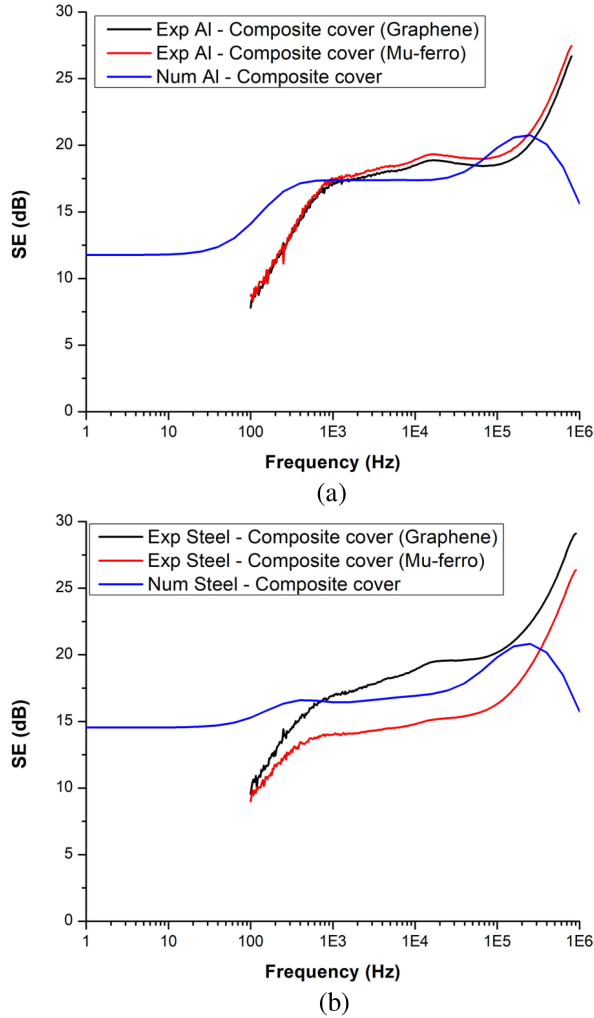 Exp Al - Composite cover (Graphene)
Exp Al - Composite cover (Mu-ferro)
Num Al - Composite cover
30
25
20
15
10
5
0
SE (dB)
1 10 100 1E3 1E4 1E5 1E6
Frequency (Hz)
(a)
Exp Steel - Composite cover (Graphene)
Exp Steel - Composite cover (Mu-ferro)
Num Steel - Composite cover
30
25
20
15
10
5
0
SE (dB)
1 10 100 1E3 1E4 1E5 1E6
Frequency (Hz)
(b)